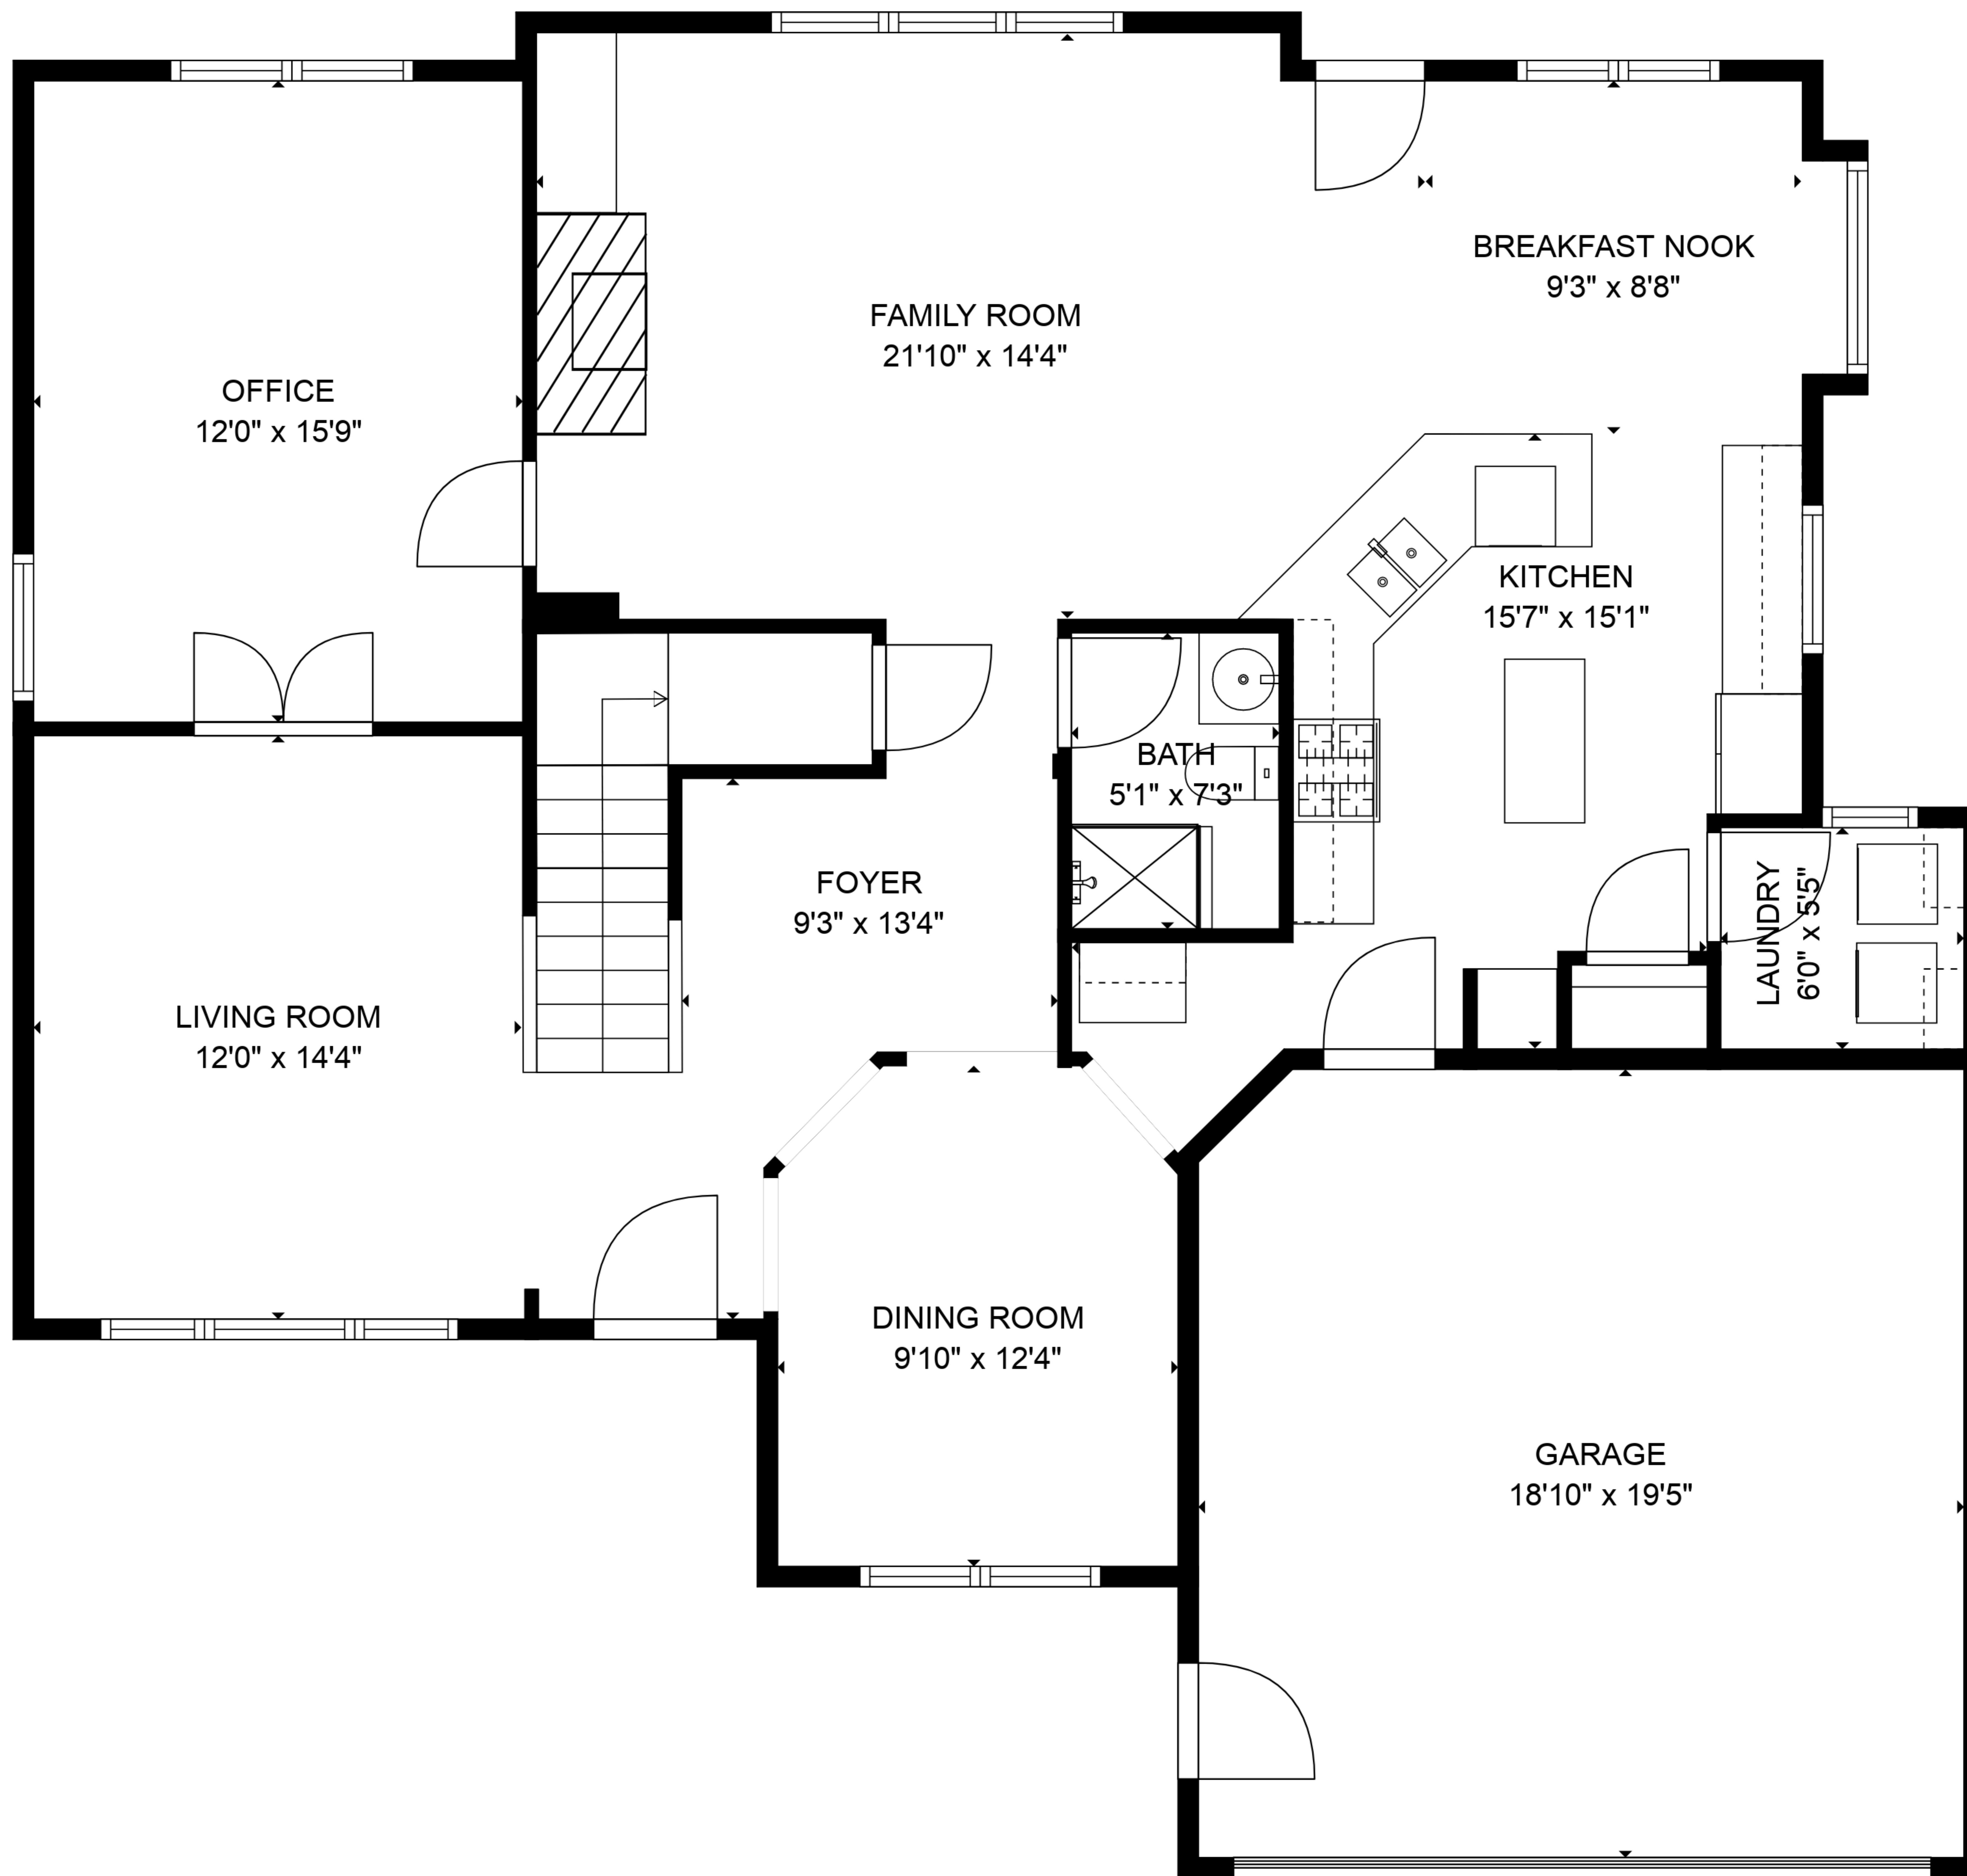 BREAKFAST NOOK
9'3" x 8'8"
FAMILY ROOM
21'10" x 14'4"
OFFICE
12'0" x 15'9"
KITCHEN
15'7" x 15'1"
BATH
5'1" x 7'3"
FOYER
9'3" x 13'4"
LAUNDRY
6'0" x 5'5"
LIVING ROOM
12'0" x 14'4"
DINING ROOM
9'10" x 12'4"
GARAGE
18'10" x 19'5"